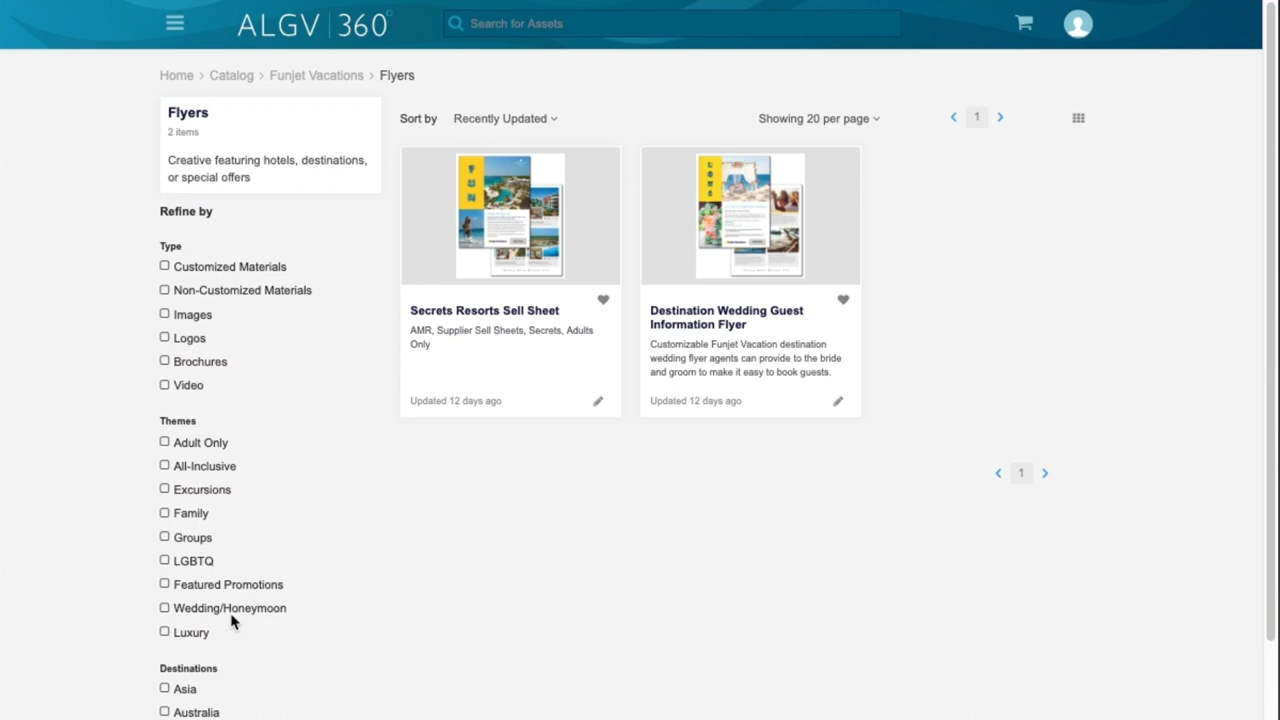 ALGV | 360°
Search for Assets
Home > Catalog > Funjet Vacations > Flyers
Flyers
2 items
Creative featuring hotels, destinations,
or special offers
Refine by
Type
Customized Materials
Non-Customized Materials
Images
Logos
Brochures
Video
Themes
Adult Only
All-Inclusive
Excursions
Family
Groups
LGBTQ
Featured Promotions
Wedding/Honeymoon
Luxury
Destinations
Asia
Australia
Sort by Recently Updated
Showing 20 per page
1
FUN
Secrets Resorts Sell Sheet
AMR, Supplier Sell Sheets, Secrets, Adults
Only
Updated 12 days ago
LOVE
Destination Wedding Guest
Information Flyer
Customizable Funjet Vacation destination
wedding flyer agents can provide to the bride
and groom to make it easy to book guests.
Updated 12 days ago
1